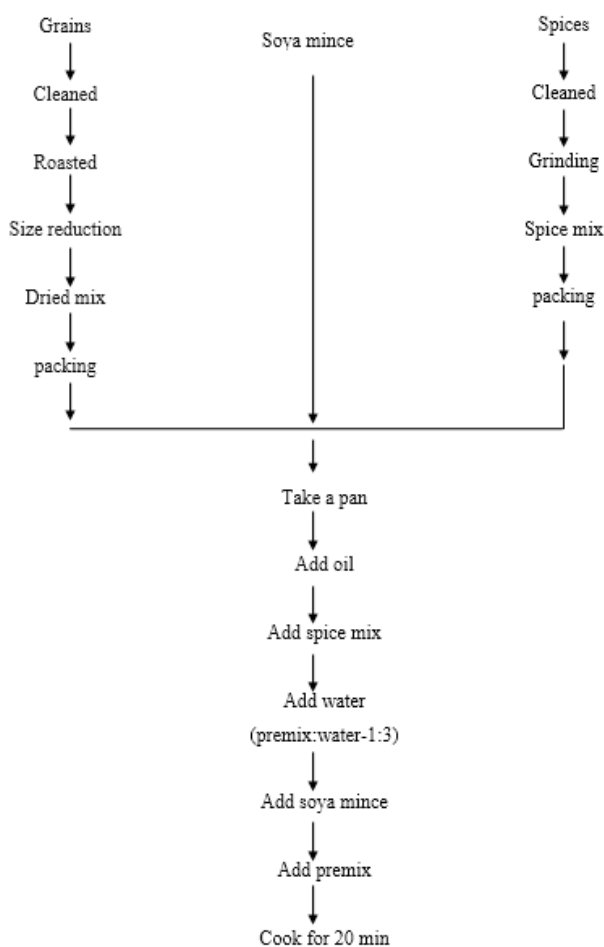 Grains
Cleaned
Roasted
Size reduction
Dried mix
packing
Soya mince
Spices
Cleaned
Grinding
Spice mix
packing
Take a pan
Add oil
Add spice mix
Add water
(premix:water-1:3)
Add soya mince
Add premix
Cook for 20 min